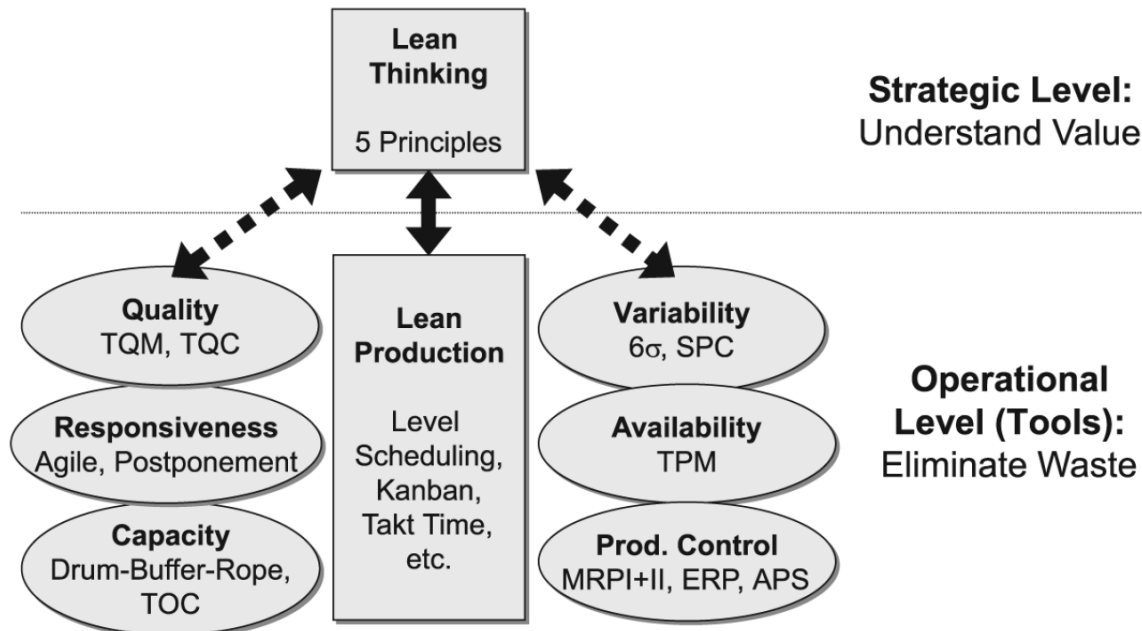 Lean
Thinking
5 Principles
Strategic Level:
Understand Value
Quality
TQM, TQC
Responsiveness
Agile, Postponement
Capacity
Drum-Buffer-Rope,
TOC
Lean
Production
Level
Scheduling,
Kanban,
Takt Time,
etc.
Variability
6σ, SPC
Availability
TPM
Prod. Control
MRPI+II, ERP, APS
Operational
Level (Tools):
Eliminate Waste